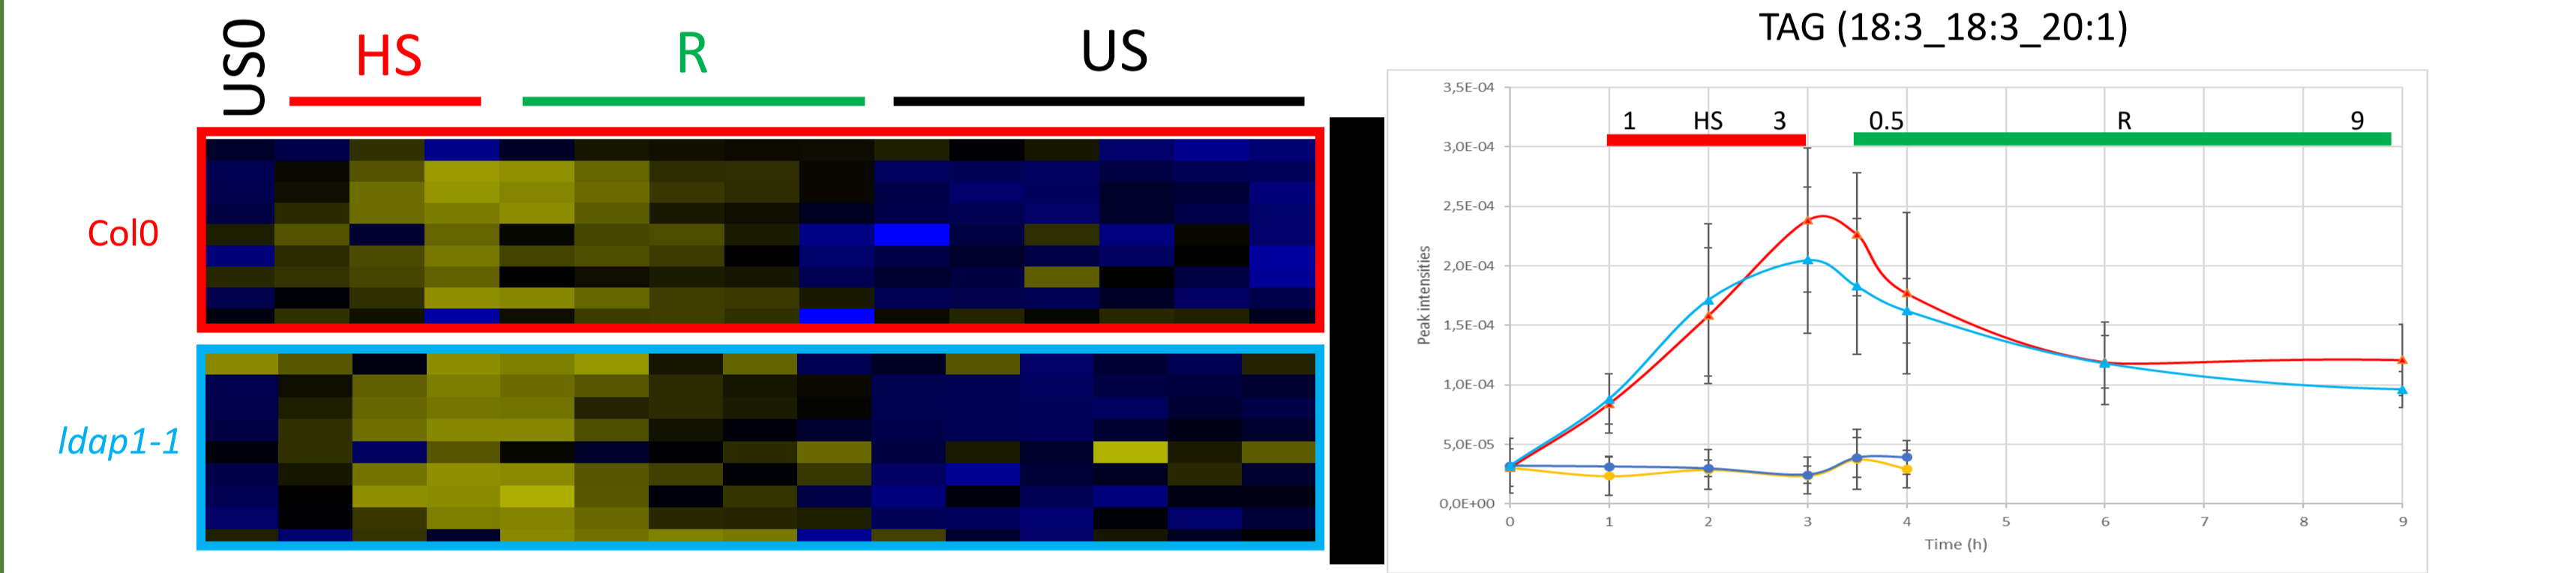 US0
HS
R
US
Col0
ldap1-1
TAG (18:3_18:3_20:1)
3,5E-04
3,0E-04
2,5E-04
2,0E-04
1,5E-04
1,0E-04
5,0E-05
0,0E+00
Peak intensities
1 HS 3 0.5 R 9
0 1 2 3 4 5 6 7 8 9
Time (h)